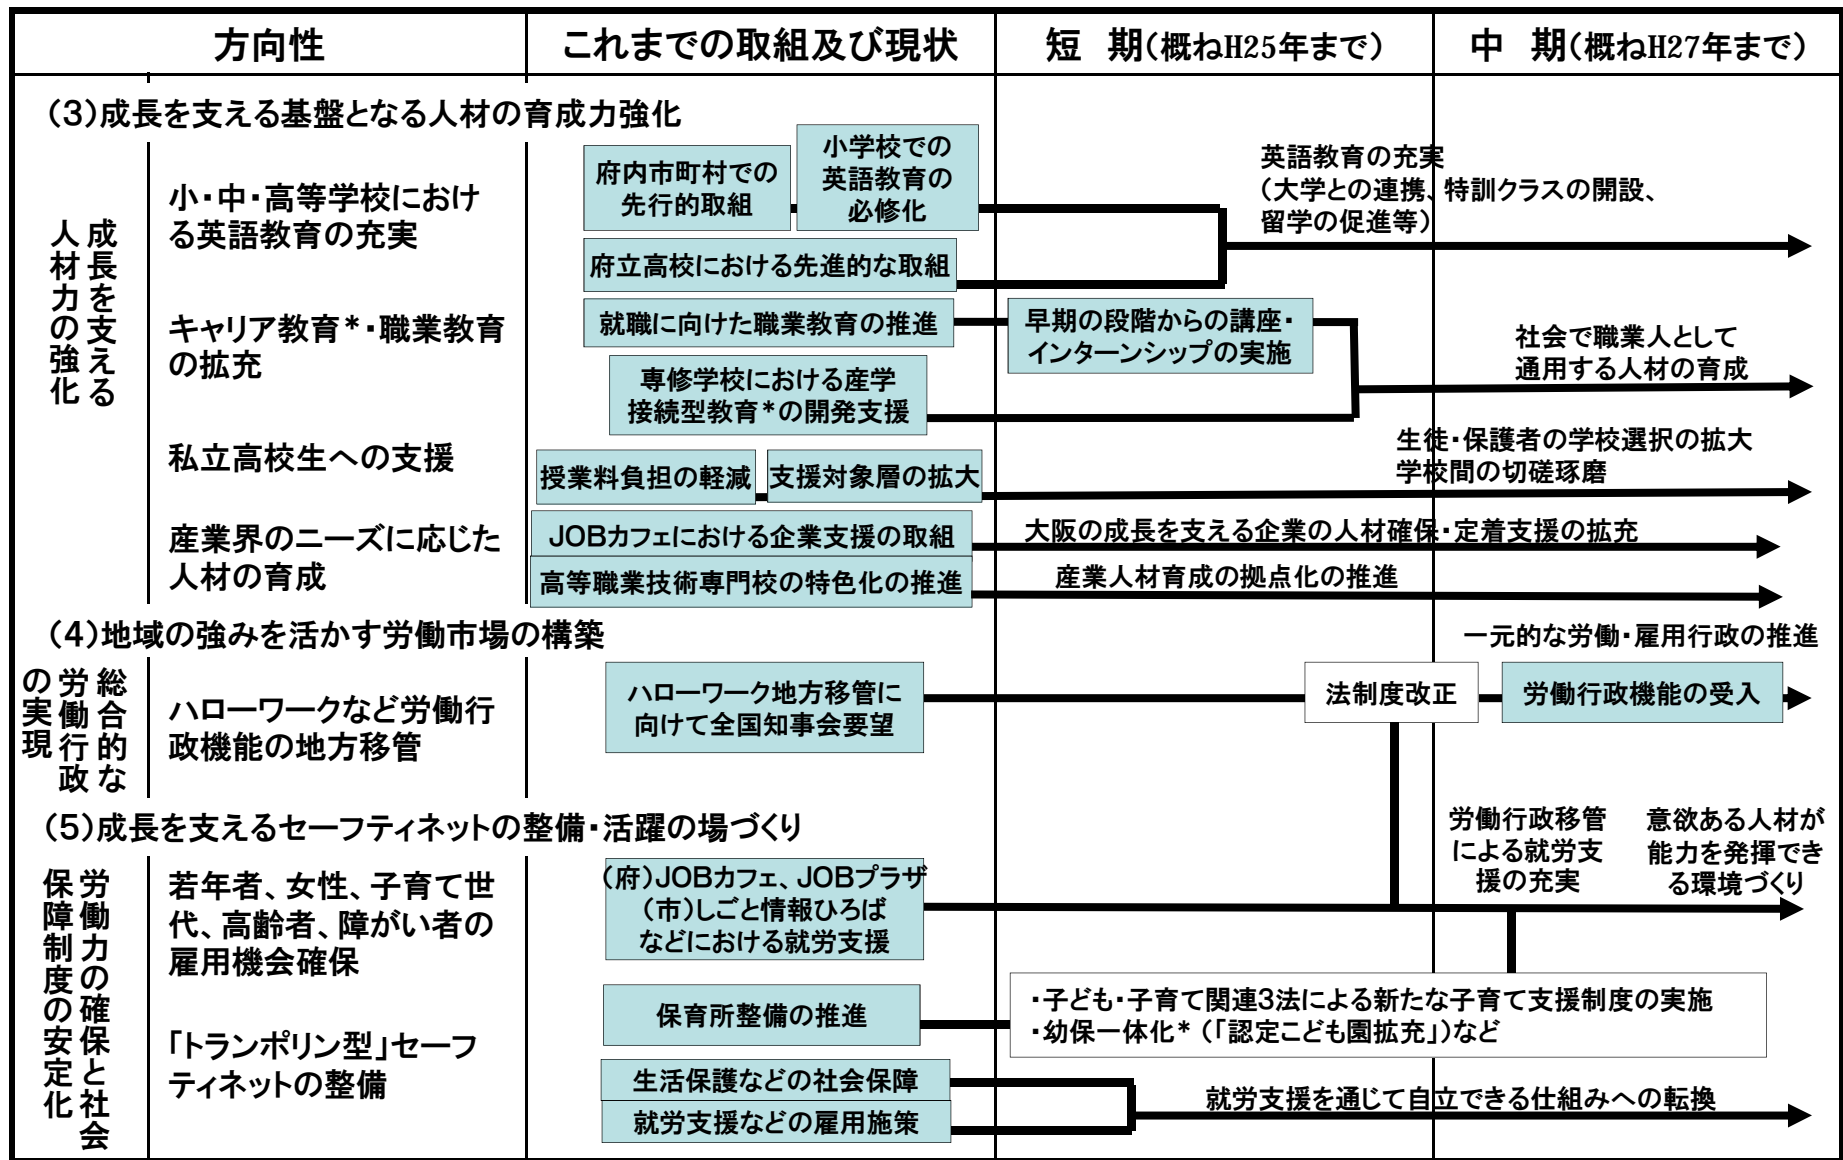 方向性
これまでの取組及び現状
短　期(概ねH25年まで)
中　期(概ねH27年まで)
(3)成長を支える基盤となる人材の育成力強化
成長を支える
人材力の強化
小・中・高等学校におけ
る英語教育の充実
府内市町村での
先行的取組
小学校での
英語教育の
必修化
府立高校における先進的な取組
英語教育の充実
(大学との連携、特訓クラスの開設、
留学の促進等)
キャリア教育*・職業教育
の拡充
就職に向けた職業教育の推進
専修学校における産学
接続型教育*の開発支援
早期の段階からの講座・
インターンシップの実施
社会で職業人として
通用する人材の育成
私立高校生への支援
授業料負担の軽減
支援対象層の拡大
生徒・保護者の学校選択の拡大
学校間の切磋琢磨
産業界のニーズに応じた
人材の育成
JOBカフェにおける企業支援の取組
大阪の成長を支える企業の人材確保・定着支援の拡充
高等職業技術専門校の特色化の推進
産業人材育成の拠点化の推進
(4)地域の強みを活かす労働市場の構築
総合的な
労働行政
の実現
ハローワークなど労働行
政機能の地方移管
ハローワーク地方移管に
向けて全国知事会要望
法制度改正
一元的な労働・雇用行政の推進
労働行政機能の受入
(5)成長を支えるセーフティネットの整備・活躍の場づくり
労働力の確保と社会
保障制度の安定化
若年者、女性、子育て世
代、高齢者、障がい者の
雇用機会確保
(府)JOBカフェ、JOBプラザ
(市)しごと情報ひろば
などにおける就労支援
労働行政移管
による就労支
援の充実
意欲ある人材が
能力を発揮でき
る環境づくり
保育所整備の推進
・子ども・子育て関連3法による新たな子育て支援制度の実施
・幼保一体化* (「認定こども園拡充」)など
「トランポリン型」セーフ
ティネットの整備
生活保護などの社会保障
就労支援などの雇用施策
就労支援を通じて自立できる仕組みへの転換